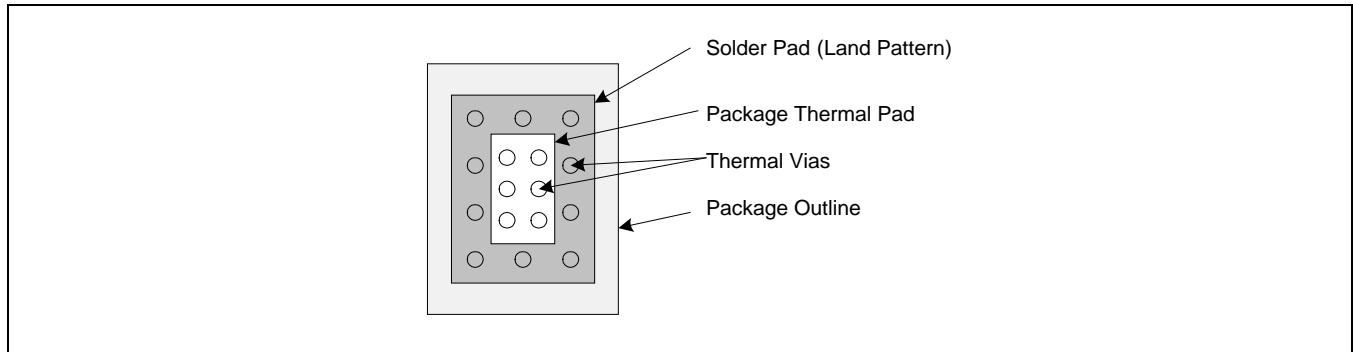 Solder Pad (Land Pattern)
Package Thermal Pad
Thermal Vias
Package Outline